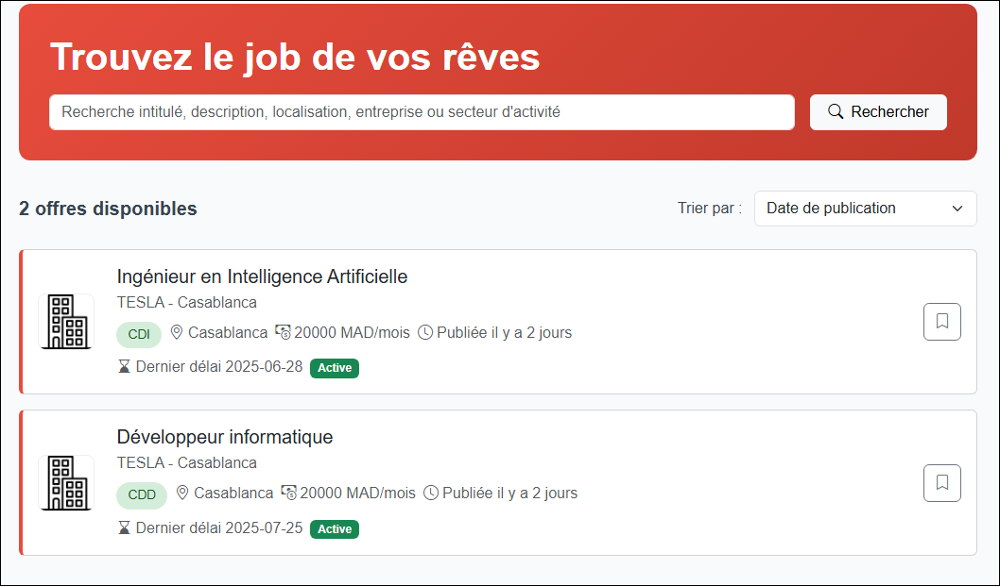 Trouvez le job de vos rêves
Recherche intitulé, description, localisation, entreprise ou secteur d'activité
Rechercher
2 offres disponibles
Trier par :
Date de publication
Ingénieur en Intelligence Artificielle
TESLA - Casablanca
CDI Casablanca 20000 MAD/mois Publiée il y a 2 jours
Dernier délai 2025-06-28 Active
Développeur informatique
TESLA - Casablanca
CDD Casablanca 20000 MAD/mois Publiée il y a 2 jours
Dernier délai 2025-07-25 Active